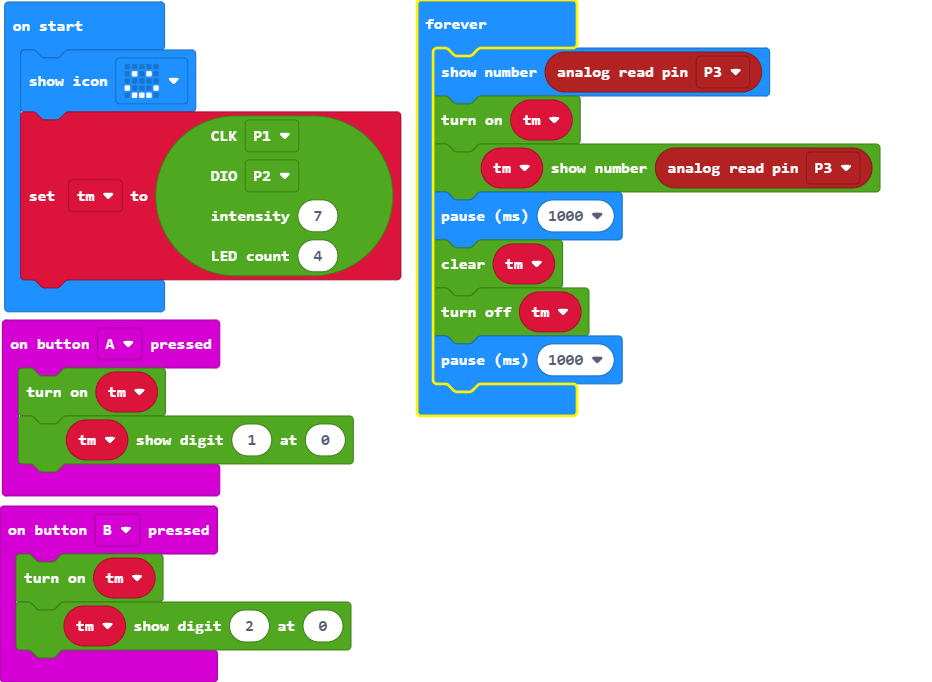 on start
show icon
set tm to
CLK P1
DIO P2
intensity 7
LED count 4
on button A pressed
turn on tm
tm show digit 1 at 0
on button B pressed
turn on tm
tm show digit 2 at 0
forever
show number analog read pin P3
turn on tm
tm show number analog read pin P3
pause (ms) 1000
clear tm
turn off tm
pause (ms) 1000